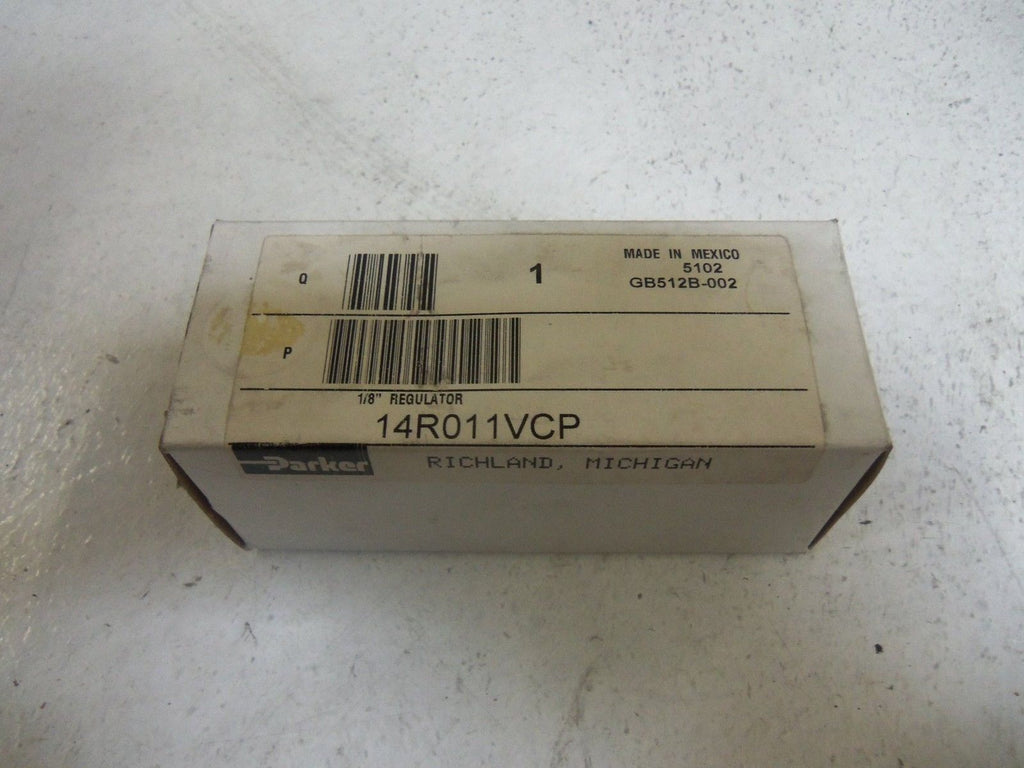 Q
1
MADE IN MEXICO
5102
GB512B-002
P
1/8" REGULATOR
14R011VCP
Parker
RICHLAND, MICHIGAN